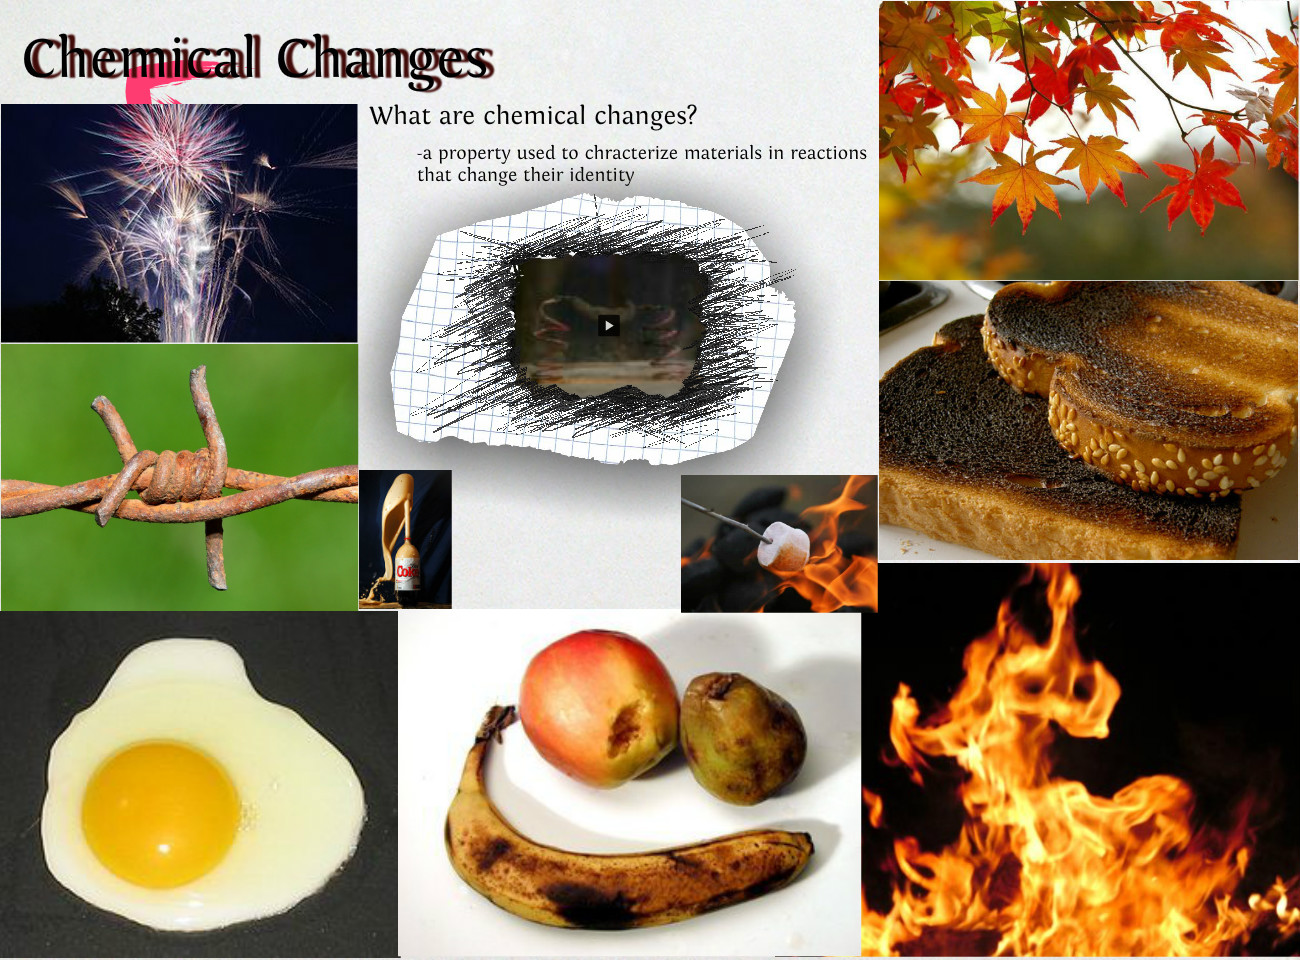 Chemical Changes
What are chemical changes?
-a property used to chracterize materials in reactions
that change their identity